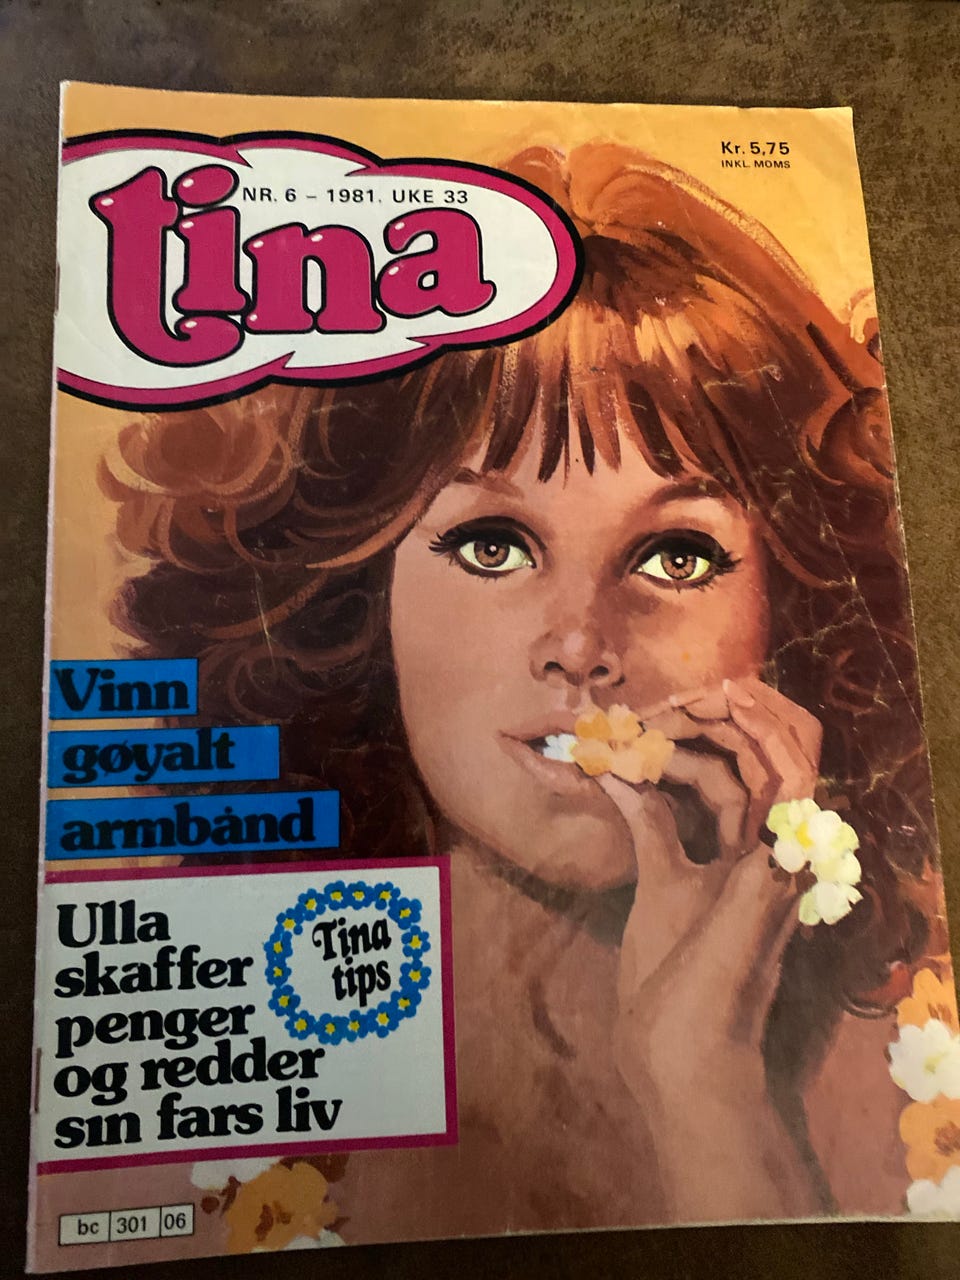 Kr. 5,75
INKL. MOMS
NR. 6 – 1981. UKE 33
tina
Vinn
gøyalt
armbånd
Ulla
skaffer
penger
og redder
sin fars liv
Tina
tips
bc 301 06